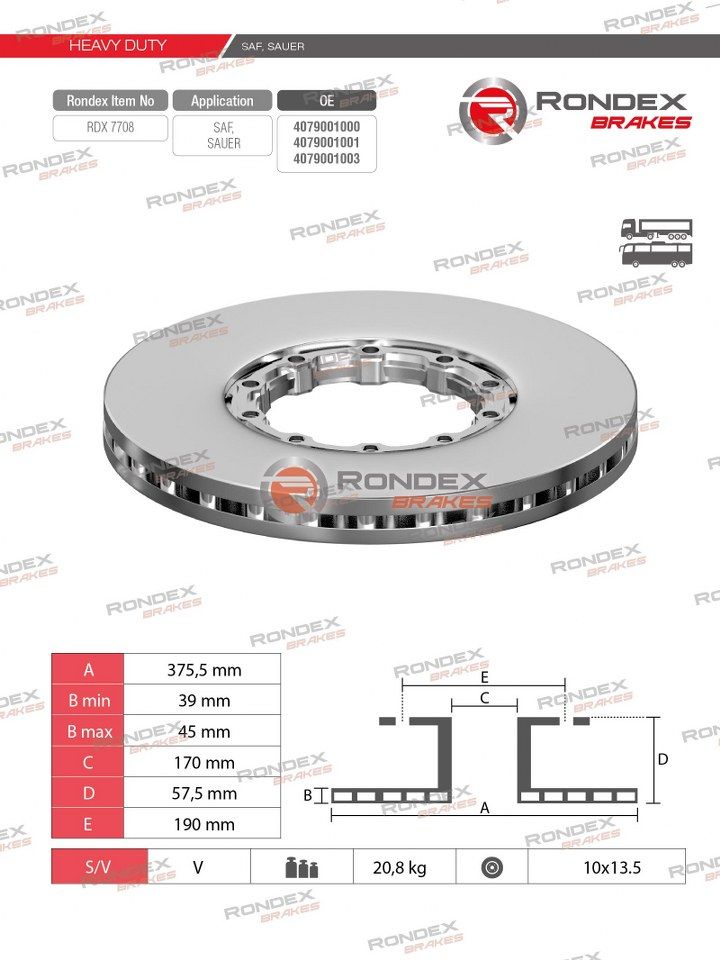 HEAVY DUTY
SAF, SAUER
Rondex Item No
Application
OE
RDX 7708
SAF,
SAUER
4079001000
4079001001
4079001003
RONDEX
BRAKES
RONDEX
BRAKES
A 375,5 mm
B min 39 mm
B max 45 mm
C 170 mm
D 57,5 mm
E 190 mm
E
C
B
A
D
S/V V 20,8 kg 10x13.5